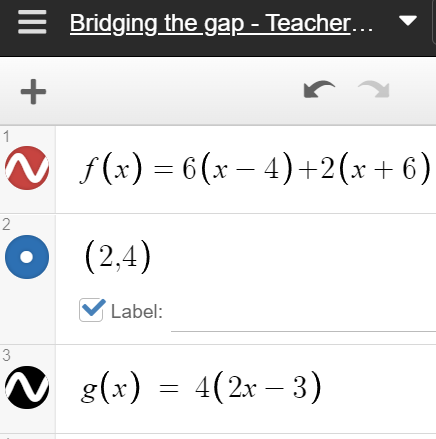 Bridging the gap - Teacher...
1
f(x) = 6(x − 4)+2(x + 6)
2
(2,4)
Label:
3
g(x) = 4(2x − 3)